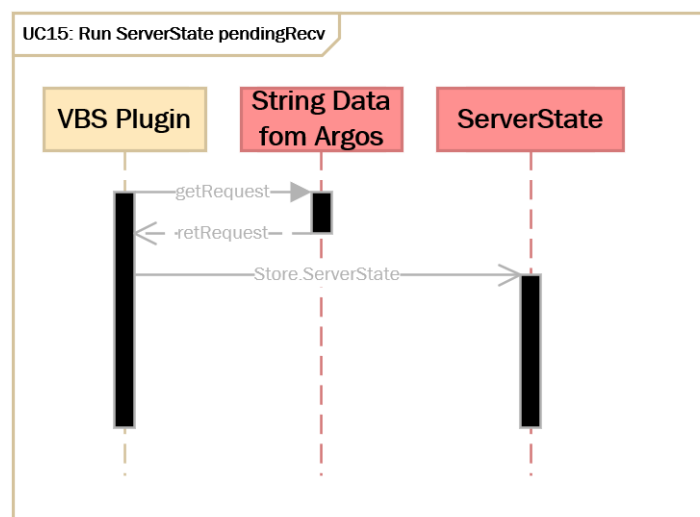 UC15: Run ServerState pendingRecv
VBS Plugin
String Data
fom Argos
ServerState
getRequest
retRequest
Store.ServerState